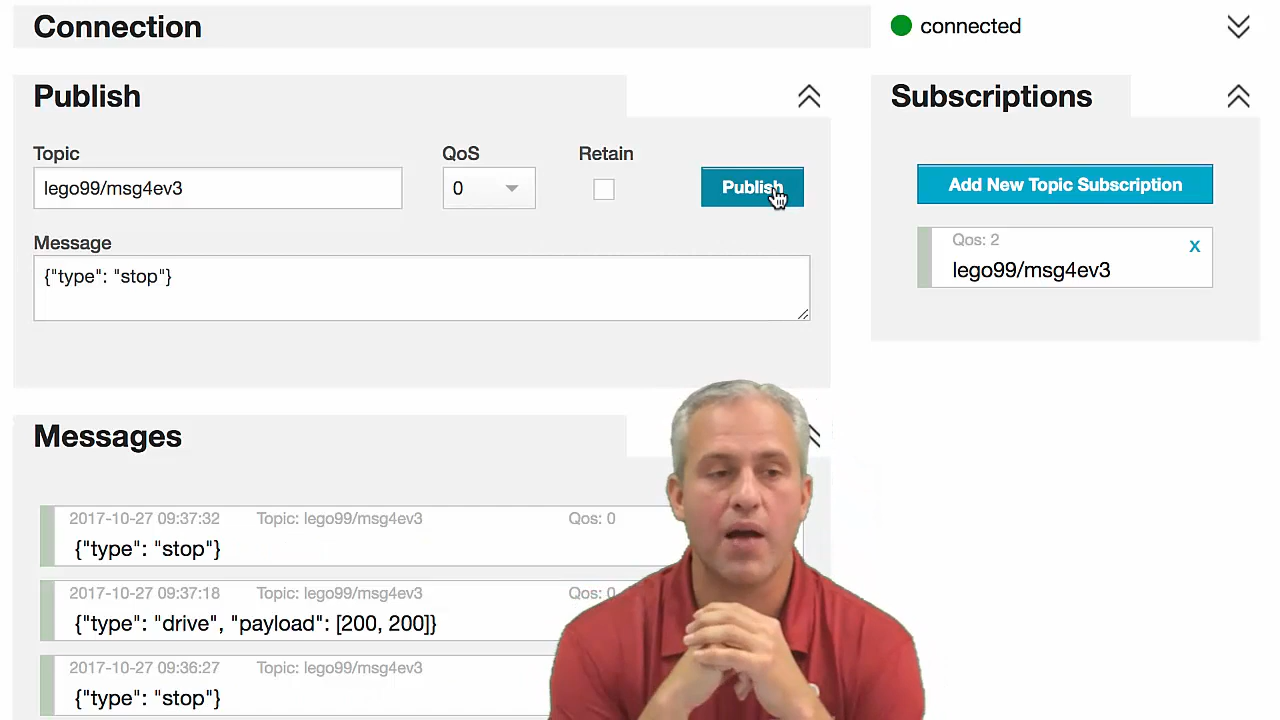 Connection
connected
Publish
Subscriptions
Topic
QoS
Retain
lego99/msg4ev3
0
Publish
Add New Topic Subscription
Message
{"type": "stop"}
Qos: 2
x
lego99/msg4ev3
Messages
2017-10-27 09:37:32 Topic: lego99/msg4ev3 Qos: 0
{"type": "stop"}
2017-10-27 09:37:18 Topic: lego99/msg4ev3 Qos: 0
{"type": "drive", "payload": [200, 200]}
2017-10-27 09:36:27 Topic: lego99/msg4ev3
{"type": "stop"}